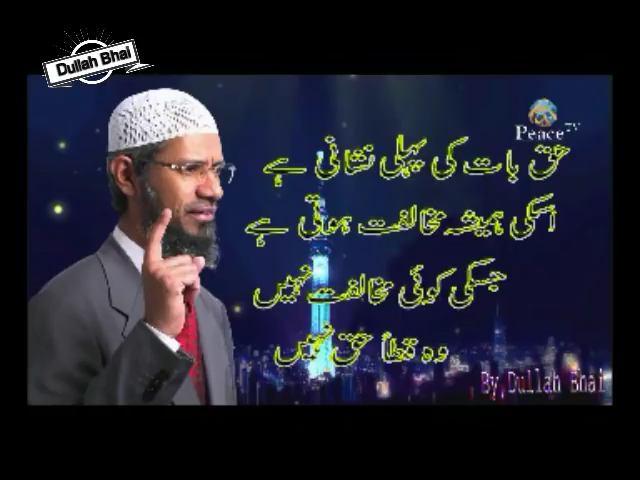 Dullah Bhai
Peace TV
حق بات کی پہلی نشانی ہے
اسکی ہمیشہ مخالفت ہوتی ہے
جسکی کوئی مخالفت نہیں
وہ قطاً حق نہیں
By,Dullah Bhai